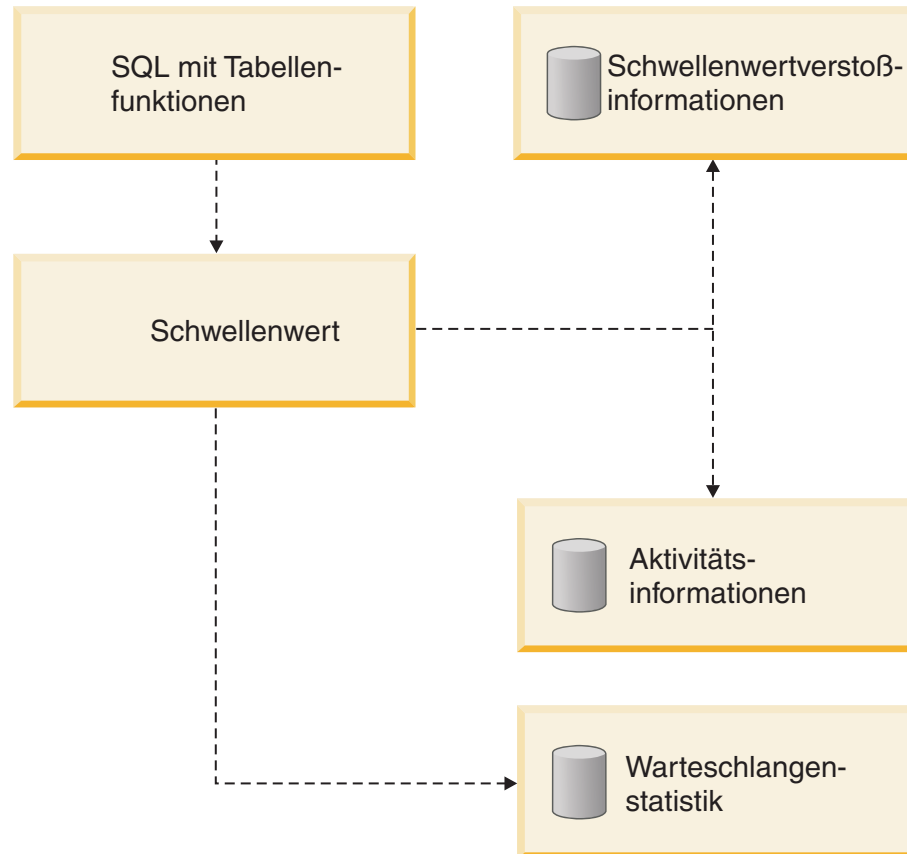 SQL mit Tabellen-
funktionen
Schwellenwertverstoß-
informationen
Schwellenwert
Aktivitäts-
informationen
Warteschlangen-
statistik